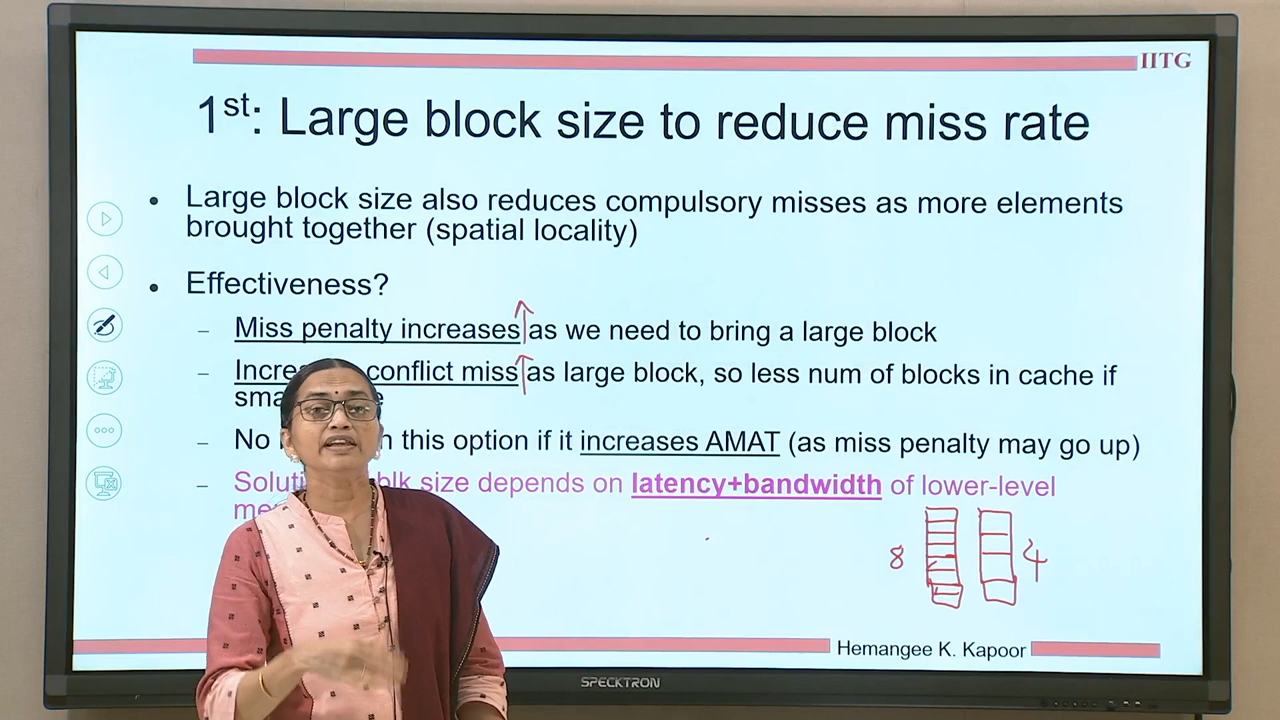 IITG
1st: Large block size to reduce miss rate
• Large block size also reduces compulsory misses as more elements
brought together (spatial locality)
• Effectiveness?
– Miss penalty increases as we need to bring a large block
– conflict miss as large block, so less num of blocks in cache if
– No this option if it increases AMAT (as miss penalty may go up)
– blk size depends on latency+bandwidth of lower-level
8 4
Hemangee K. Kapoor
SPECKTRON